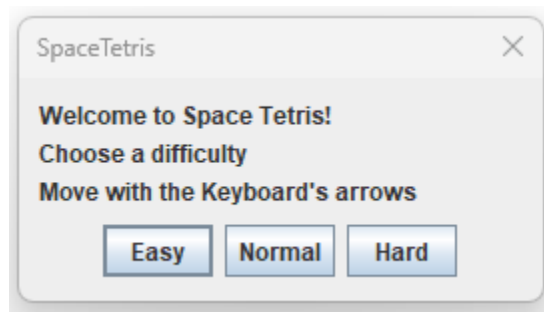 SpaceTetris
Welcome to Space Tetris!
Choose a difficulty
Move with the Keyboard's arrows
Easy Normal Hard